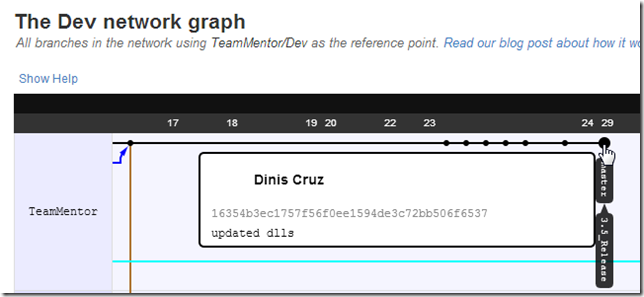 The Dev network graph
All branches in the network using TeamMentor/Dev as the reference point. Read our blog post about how it wo
Show Help
17 18 19 20 22 23 24 29
TeamMentor
Dinis Cruz
16354b3ec1757f56f0ee1594de3c72bb506f6537
updated dlls
master
3.5_Release